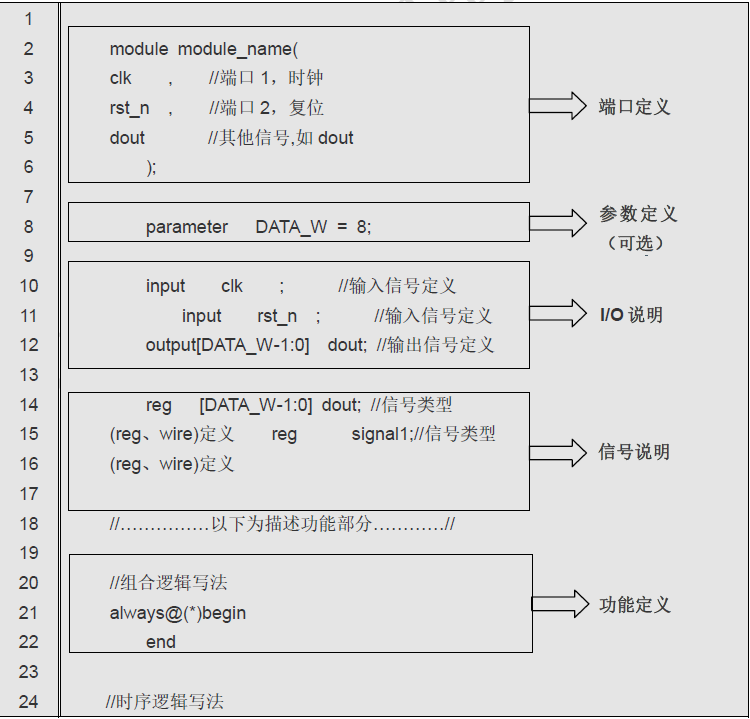 1
2 module module_name(
3 clk , //端口 1，时钟
4 rst_n , //端口 2，复位
端口定义
5 dout //其他信号,如 dout
6 );
7
参数定义
8 parameter DATA_W = 8;
（可选）
9
10 input clk ; //输入信号定义
11 input rst_n ; //输入信号定义
I/O 说明
12 output[DATA_W-1:0] dout; //输出信号定义
13
14 reg [DATA_W-1:0] dout; //信号类型
15 (reg、wire)定义 reg signal1;//信号类型
信号说明
16 (reg、wire)定义
17
18 //……………以下为描述功能部分…………//
19
20 //组合逻辑写法
功能定义
21 always@(*)begin
22 end
23
24 //时序逻辑写法